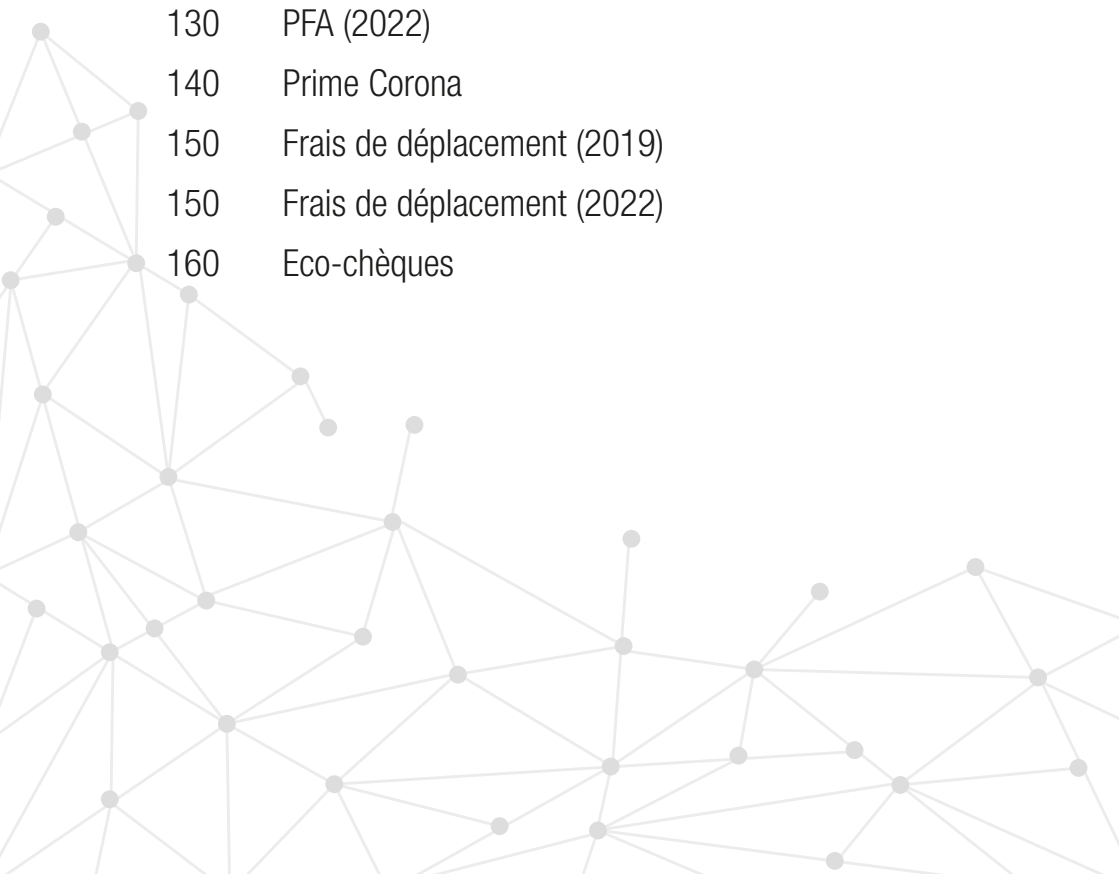 130 PFA (2022)
140 Prime Corona
150 Frais de déplacement (2019)
150 Frais de déplacement (2022)
160 Eco-chèques